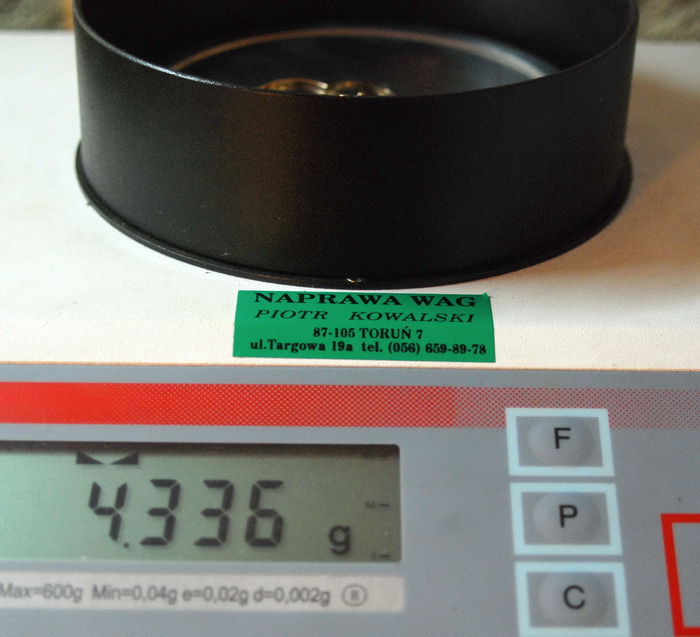 NAPRAWA WAG
PIOTR KOWALSKI
87-105 TORUŃ 7
ul.Targowa 19a tel. (056) 659-89-78
4.336 g
Max=600g Min=0,04g e=0,02g d=0,002g
F
P
C